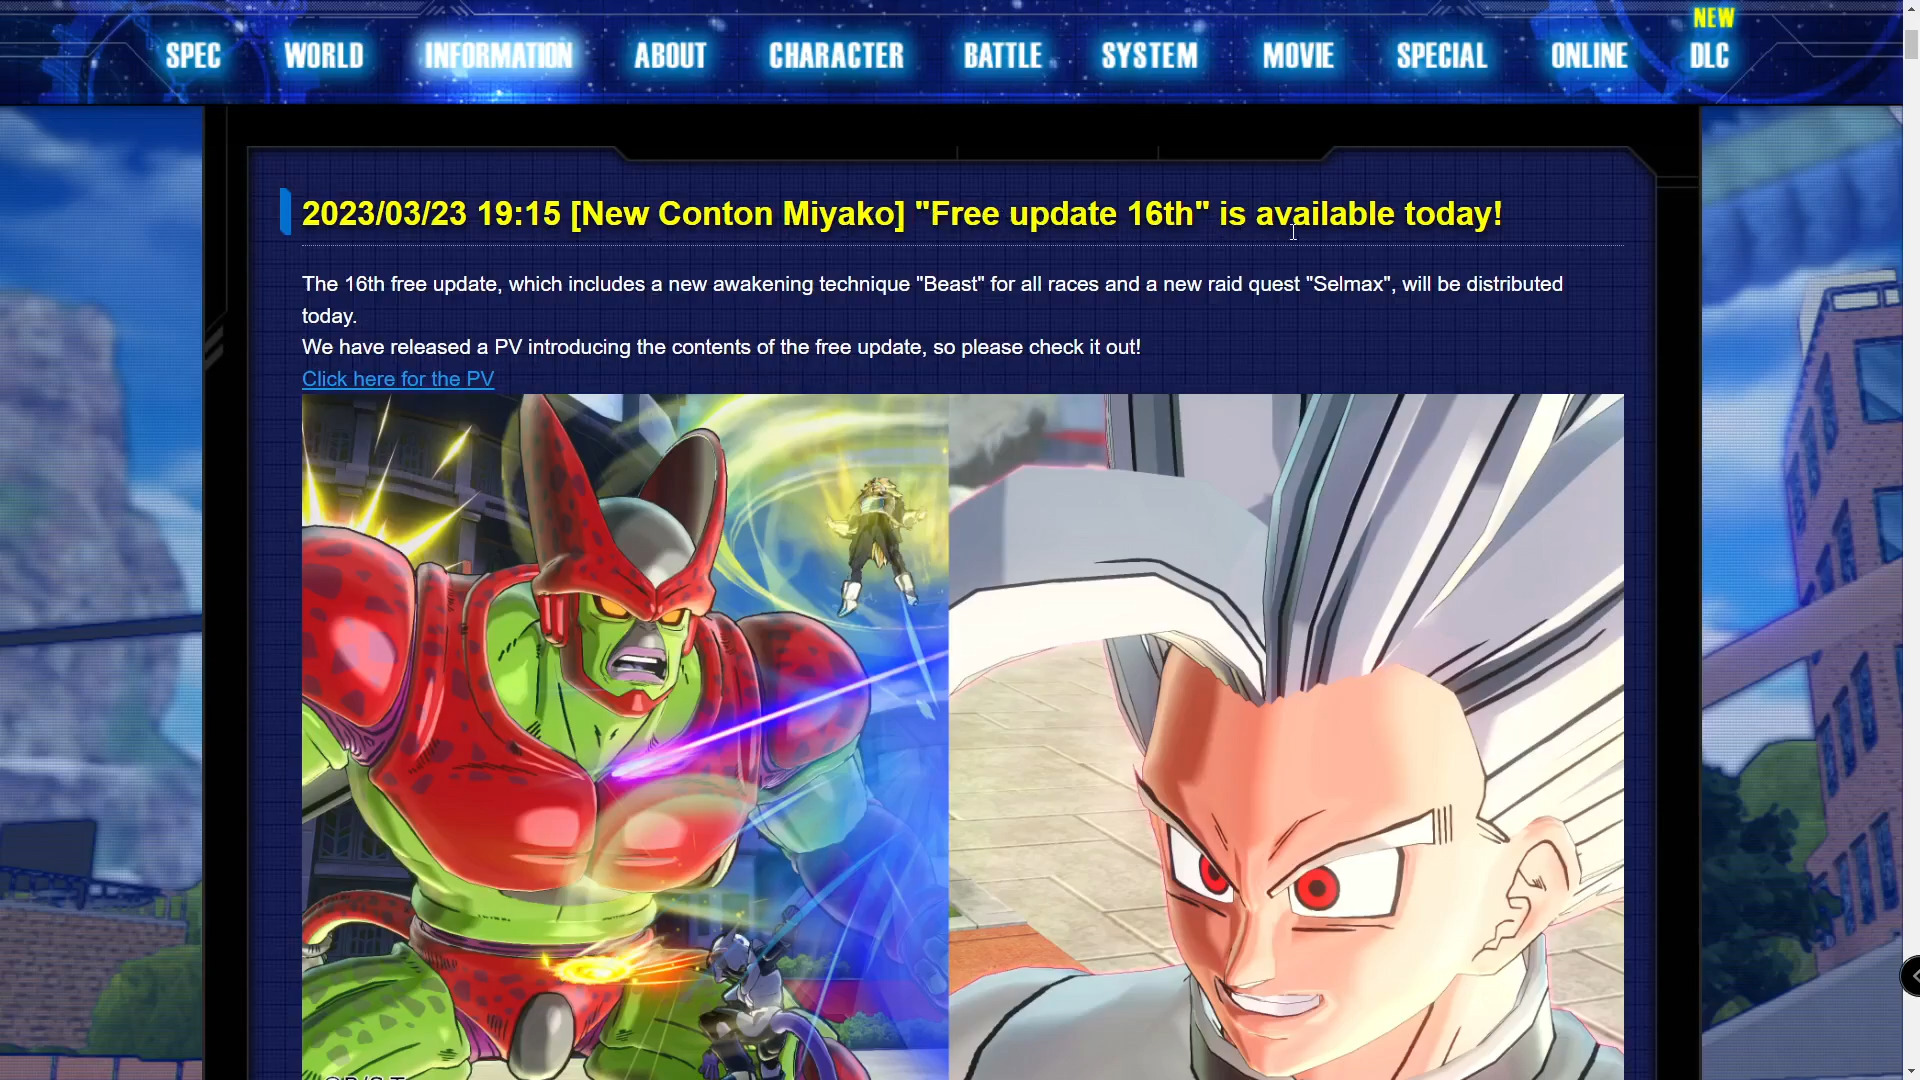 NEW
SPEC WORLD INFORMATION ABOUT CHARACTER BATTLE SYSTEM MOVIE SPECIAL ONLINE DLC
2023/03/23 19:15 [New Conton Miyako] "Free update 16th" is available today!
The 16th free update, which includes a new awakening technique "Beast" for all races and a new raid quest "Selmax", will be distributed
today.
We have released a PV introducing the contents of the free update, so please check it out!
Click here for the PV